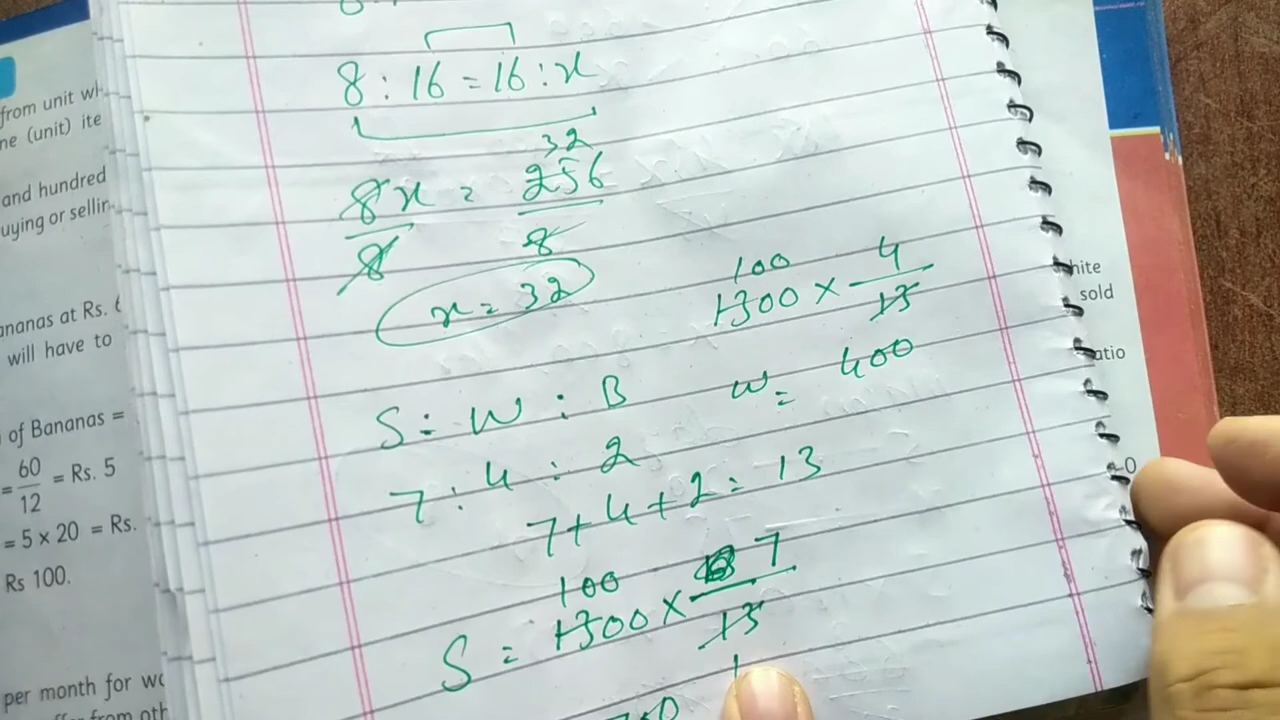 from unit wh
ne (unit) ite
and hundred
uying or sellin
ananas at Rs. 6
will have to
of Bananas =
= 60/12 = Rs. 5
= 5 x 20 = Rs.
Rs 100.
per month for wo
8 : 16 = 16 : x
32
8x = 256
8 8
x = 32
100 4
1300 × 13
W = 400
S : W : B
7 : 4 : 2
7 + 4 + 2 = 13
100 7
S = 1300 × 13
1
hite
sold
atio